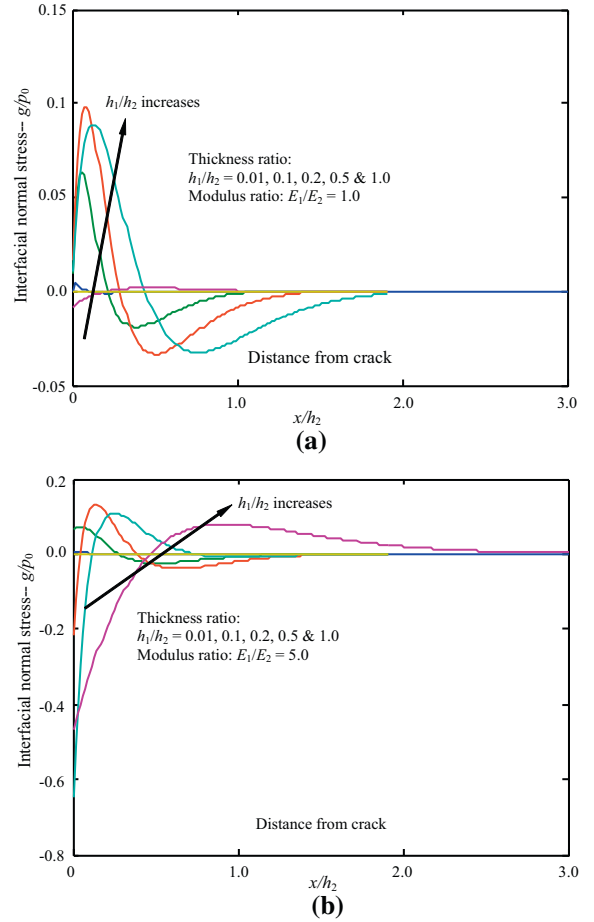 0.15
0.1
0.05
0.0
-0.05
Interfacial normal stress-- g/p₀
h₁/h₂ increases
Thickness ratio:
h₁/h₂ = 0.01, 0.1, 0.2, 0.5 & 1.0
Modulus ratio: E₁/E₂ = 1.0
Distance from crack
0 1.0 2.0 3.0
x/h₂
(a)
0.2
0.0
-0.2
-0.4
-0.6
-0.8
Interfacial normal stress-- g/p₀
h₁/h₂ increases
Thickness ratio:
h₁/h₂ = 0.01, 0.1, 0.2, 0.5 & 1.0
Modulus ratio: E₁/E₂ = 5.0
Distance from crack
0 1.0 2.0 3.0
x/h₂
(b)